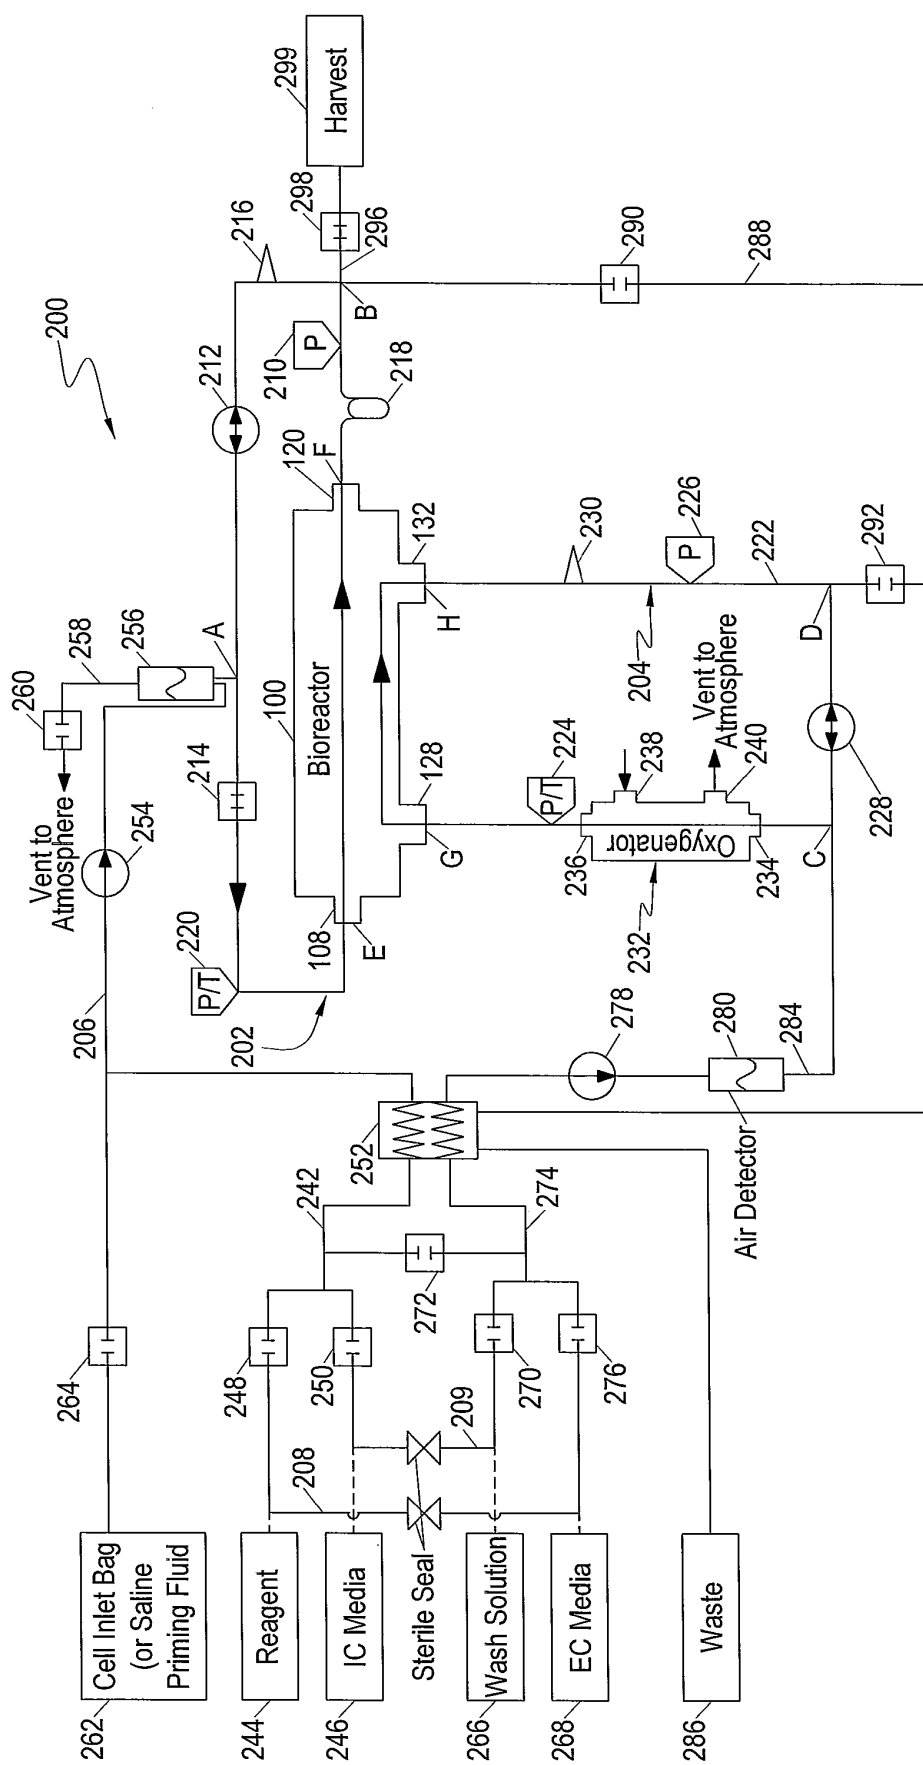 200
299
Harvest
298
296
216
B
290
288
212
210
P
218
F
120
132
H
230
226
P
222
292
D
204
A
256
258
260
Vent to
Atmosphere
100
Bioreactor
214
128
G
224
P/T
238
Vent to
Atmosphere
240
228
C
236
Oxygenator
234
232
254
108
E
220
P/T
202
206
278
280
284
Air Detector
252
242
274
272
264
248
250
270
276
209
208
Sterile Seal
Cell Inlet Bag
(or Saline
Priming Fluid
262
Reagent
244
IC Media
246
Wash Solution
266
EC Media
268
Waste
286